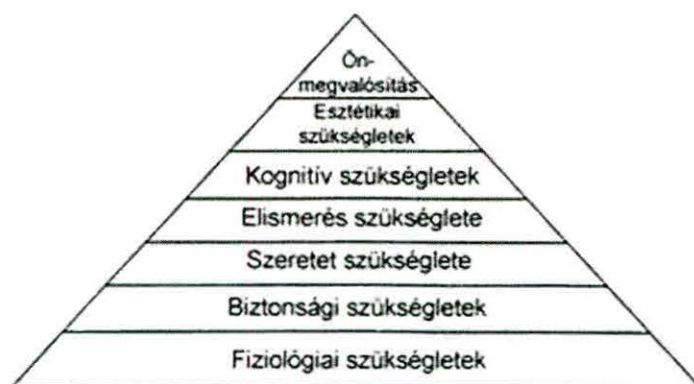 Ön-
megvalósítás
Esztétikai
szükségletek
Kognitív szükségletek
Elismerés szükséglete
Szeretet szükséglete
Biztonsági szükségletek
Fiziológiai szükségletek